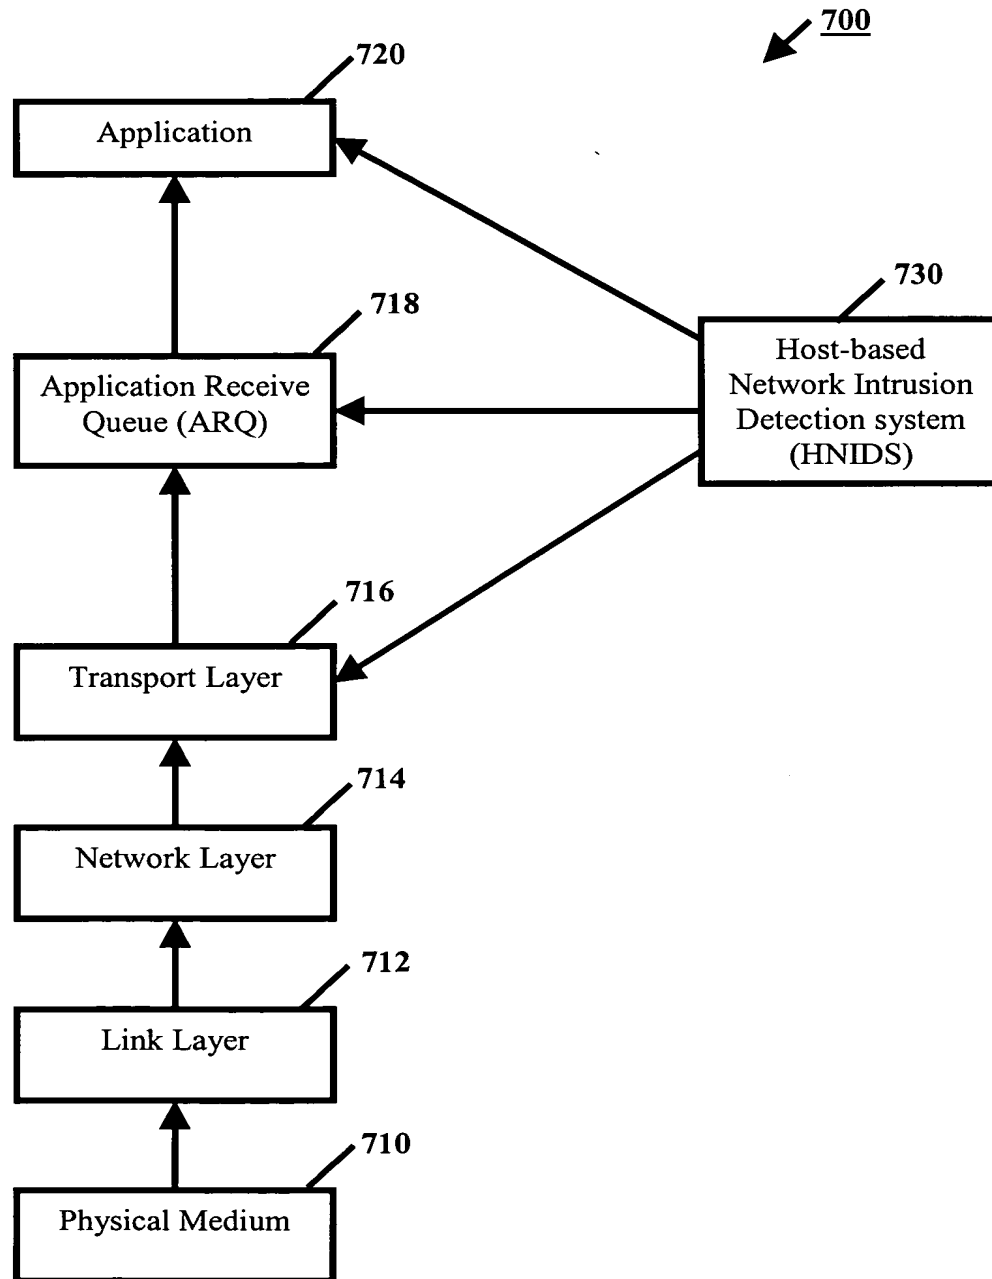 700
720
Application
730
718
Host-based
Network Intrusion
Detection system
(HNIDS)
Application Receive
Queue (ARQ)
716
Transport Layer
714
Network Layer
712
Link Layer
710
Physical Medium